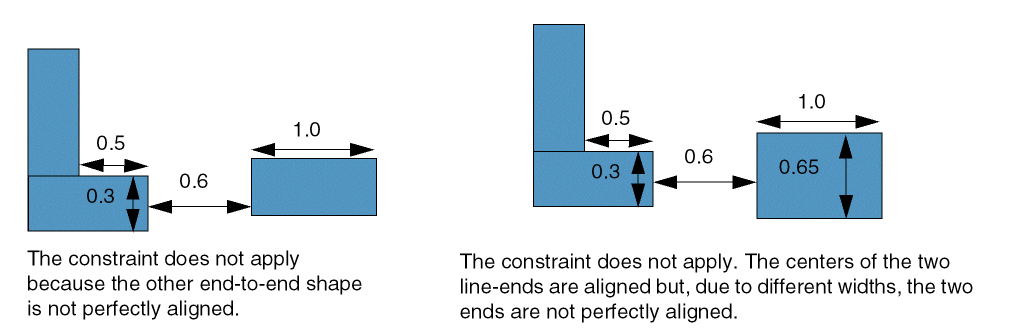 0.5
1.0
0.3
0.6
The constraint does not apply
because the other end-to-end shape
is not perfectly aligned.
1.0
0.5
0.6
0.3
0.65
The constraint does not apply. The centers of the two
line-ends are aligned but, due to different widths, the two
ends are not perfectly aligned.